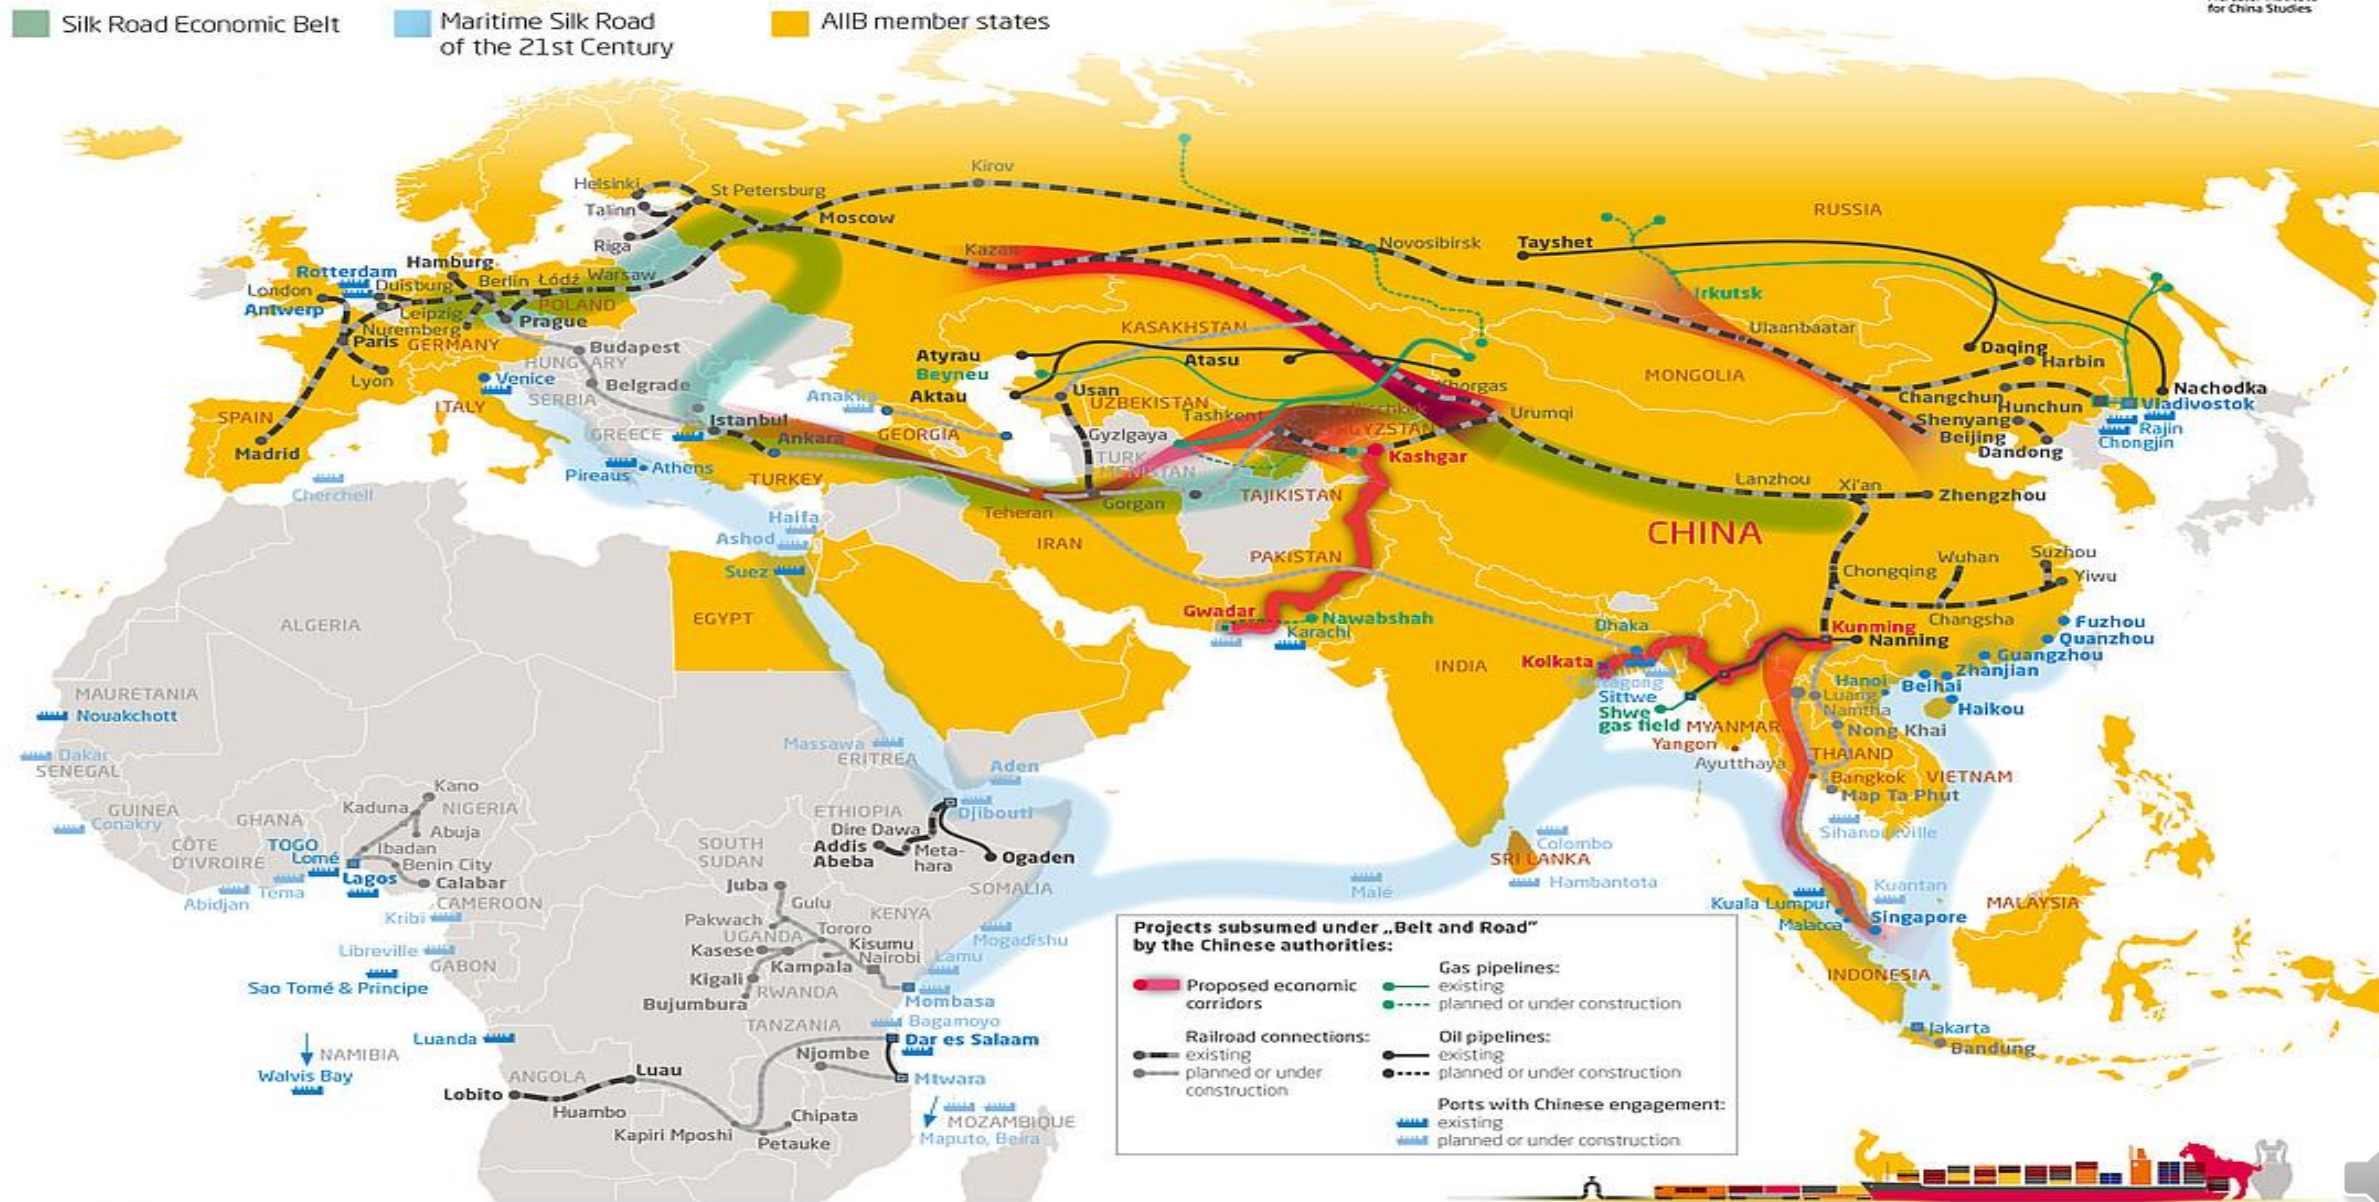 Silk Road Economic Belt
Maritime Silk Road
of the 21st Century
AIIB member states
for China Studies
Kirov
Helsinki
St Petersburg
Talinn
Moscow
RUSSIA
Riga
Kazan
Novosibirsk
Tayshet
Hamburg
Rotterdam
Berlin
Łódź
Warsaw
London
Duisburg
Antwerp
POLAND
Leipzig
Prague
Nuremberg
Paris
GERMANY
Irkutsk
KASAKHSTAN
Ulaanbaatar
Budapest
HUNGARY
Atyrau
Atasu
Daqing
Harbin
Lyon
Venice
Belgrade
Beyneu
MONGOLIA
SERBIA
Aktau
Usan
Khorgas
Nachodka
ITALY
UZBEKISTAN
Changchun
Hunchun
Vladivostok
SPAIN
Istanbul
Tashkent
Urumqi
Shenyang
Rajin
GREECE
Ankara
GEORGIA
Gyzlgaya
Beijing
Chongjin
Madrid
TURK
MENISTAN
Kashgar
Dandong
Pireaus
Athens
TURKEY
Cherchell
Gorgan
TAJIKISTAN
Lanzhou
Xi'an
Zhengzhou
Teheran
Haifa
Ashod
IRAN
CHINA
PAKISTAN
Wuhan
Suzhou
Suez
Chongqing
Yiwu
Gwadar
Nawabshah
EGYPT
ALGERIA
Karachi
Dhaka
Changsha
Kunming
Nanning
Fuzhou
Quanzhou
INDIA
Kolkata
Guangzhou
Zhanjian
MAURETANIA
Hanoi
Beihai
Nouakchott
Sittwe
Luang
Namtha
Haikou
Shwe
gas field
MYANMAR
Nong Khai
Massawa
Yangon
ERITREA
THAIAND
Dakar
SENEGAL
Aden
Ayutthaya
Bangkok
VIETNAM
Kano
Map Ta Phut
GUINEA
Kaduna
NIGERIA
ETHIOPIA
Djibouti
Conakry
GHANA
Abuja
Dire Dawa
Sihanoukville
CÔTE
D'IVROIRE
TOGO
Lomé
Ibadan
Benin City
SOUTH
SUDAN
Addis
Abeba
Meta-
hara
Ogaden
Colombo
SRI LANKA
Lagos
Calabar
Juba
SOMALIA
Malé
Hambantota
Kuantan
Abidjan
Tema
CAMEROON
Gulu
Kribi
Pakwach
KENYA
Kuala Lumpur
MALAYSIA
UGANDA
Tororo
Malacca
Singapore
Libreville
Kasese
Kisumu
Mogadishu
GABON
Kampala
Nairobi
Lamu
Kigali
INDONESIA
Sao Tomé & Principe
RWANDA
Bujumbura
Mombasa
TANZANIA
Bagamoyo
Jakarta
Luanda
Dar es Salaam
Bandung
NAMIBIA
Njombe
Walvis Bay
ANGOLA
Luau
Mtwara
Lobito
Huambo
Chipata
MOZAMBIQUE
Kapiri Mposhi
Petauke
Maputo, Beira
Projects subsumed under „Belt and Road”
by the Chinese authorities:
Proposed economic
corridors
Gas pipelines:
existing
planned or under construction
Railroad connections:
existing
planned or under
construction
Oil pipelines:
existing
planned or under construction
Ports with Chinese engagement:
existing
planned or under construction